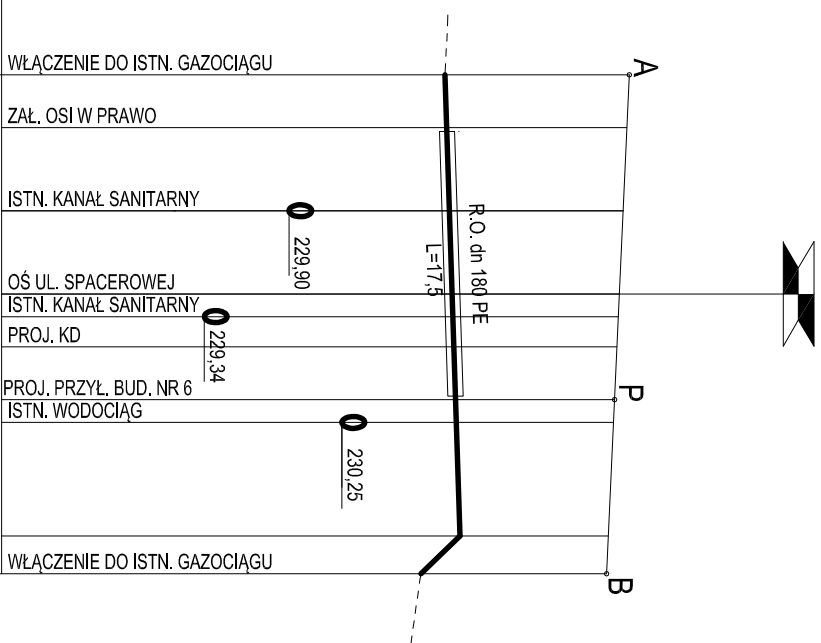 WŁĄCZENIE DO ISTN. GAZOCIĄGU
A
ZAŁ. OSI W PRAWO
ISTN. KANAŁ SANITARNY
229,90
R.O. dn 180 PE
L=17,5
OŚ UL. SPACEROWEJ
ISTN. KANAŁ SANITARNY
229,34
PROJ. KD
PROJ. PRZYŁ. BUD. NR 6
P
ISTN. WODOCIĄG
230,25
WŁĄCZENIE DO ISTN. GAZOCIĄGU
B